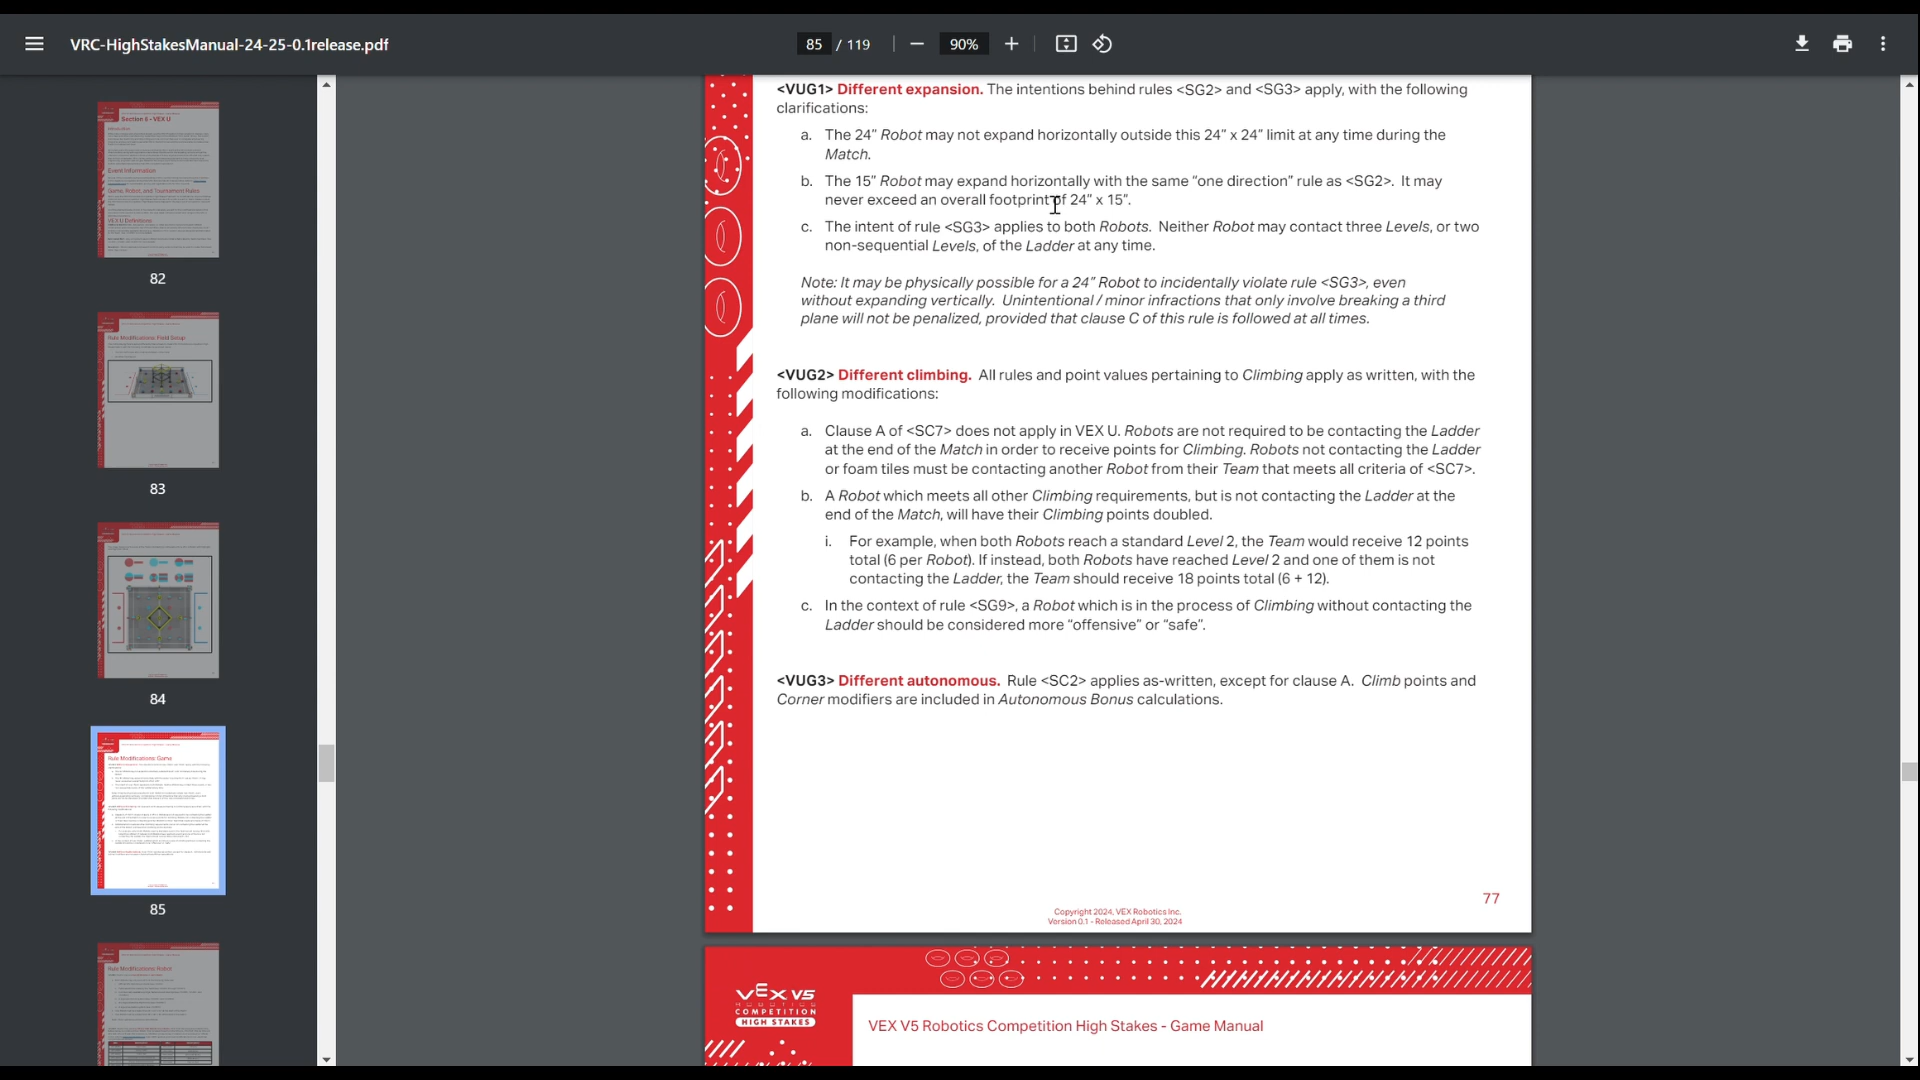 VRC-HighStakesManual-24-25-0.1release.pdf
85 / 119
90%
82
83
84
85
<VUG1> Different expansion. The intentions behind rules <SG2> and <SG3> apply, with the following
clarifications:
a. The 24" Robot may not expand horizontally outside this 24" x 24" limit at any time during the
Match.
b. The 15" Robot may expand horizontally with the same “one direction” rule as <SG2>. It may
never exceed an overall footprint of 24" x 15".
c. The intent of rule <SG3> applies to both Robots. Neither Robot may contact three Levels, or two
non-sequential Levels, of the Ladder at any time.
Note: It may be physically possible for a 24" Robot to incidentally violate rule <SG3>, even
without expanding vertically. Unintentional / minor infractions that only involve breaking a third
plane will not be penalized, provided that clause C of this rule is followed at all times.
<VUG2> Different climbing. All rules and point values pertaining to Climbing apply as written, with the
following modifications:
a. Clause A of <SC7> does not apply in VEX U. Robots are not required to be contacting the Ladder
at the end of the Match in order to receive points for Climbing. Robots not contacting the Ladder
or foam tiles must be contacting another Robot from their Team that meets all criteria of <SC7>.
b. A Robot which meets all other Climbing requirements, but is not contacting the Ladder at the
end of the Match, will have their Climbing points doubled.
i. For example, when both Robots reach a standard Level 2, the Team would receive 12 points
total (6 per Robot). If instead, both Robots have reached Level 2 and one of them is not
contacting the Ladder, the Team should receive 18 points total (6 + 12).
c. In the context of rule <SG9>, a Robot which is in the process of Climbing without contacting the
Ladder should be considered more “offensive” or “safe”.
<VUG3> Different autonomous. Rule <SC2> applies as-written, except for clause A. Climb points and
Corner modifiers are included in Autonomous Bonus calculations.
77
Copyright 2024, VEX Robotics Inc.
Version 0.1 - Released April 30, 2024
VEX V5
ROBOTICS
COMPETITION
HIGH STAKES
VEX V5 Robotics Competition High Stakes - Game Manual